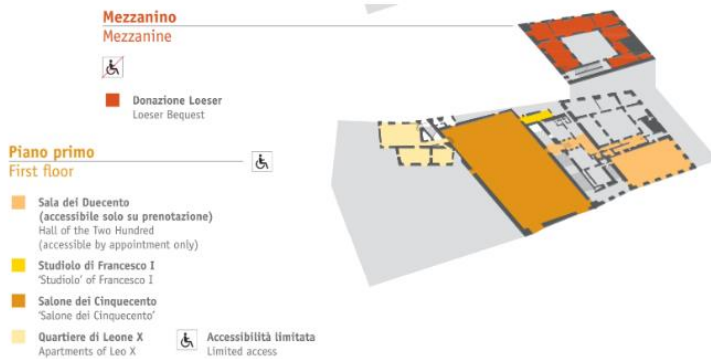 Mezzanino
Mezzanine
Donazione Loeser
Loeser Bequest
Piano primo
First floor
Sala dei Duecento
(accessibile solo su prenotazione)
Hall of the Two Hundred
(accessible by appointment only)
Studiolo di Francesco I
'Studiolo' of Francesco I
Salone dei Cinquecento
'Salone dei Cinquecento'
Quartiere di Leone X
Apartments of Leo X
Accessibilità limitata
Limited access